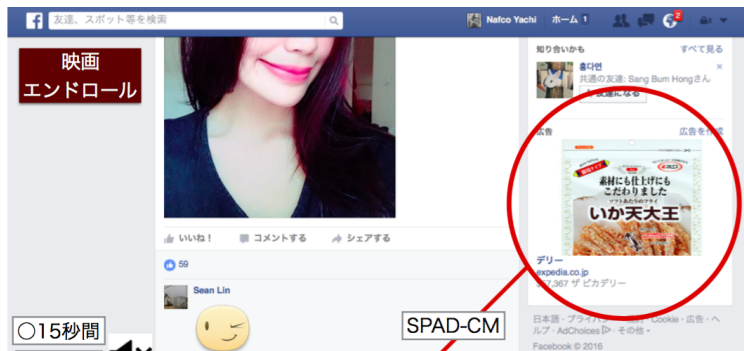 友達、スポット等を検索
Nafco Yachi
ホーム 1
2
映画
エンドロール
知り合いかも
すべて見る
홍다연
共通の友達: Sang Bum Hongさん
友達になる
広告
広告を作成
素材にも仕上げにも
こだわりました
ソフトあたりのフライ
いか天大王
デリー
expedia.co.jp
367 ザ ピカデリー
いいね!
コメントする
シェアする
59
Sean Lin
SPAD-CM
○15秒間
日本語・プライバシー
Cookie・広告・ヘ
ルプ・AdChoices・その他・
Facebook © 2016